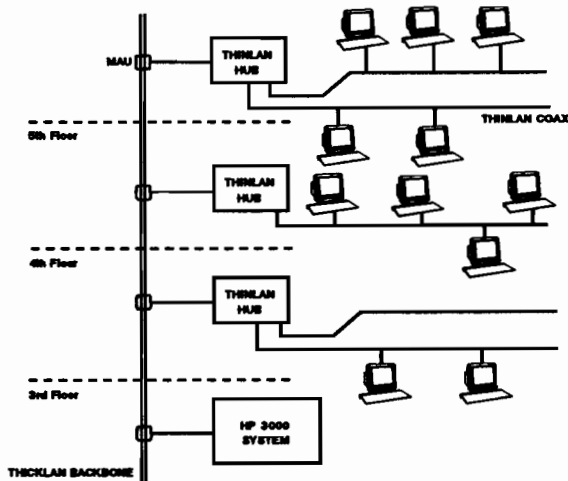 MAU
THINLAN
HUB
THINLAN COAX
5th Floor
THINLAN
HUB
4th Floor
THINLAN
HUB
3rd Floor
HP 3000
SYSTEM
THICKLAN BACKBONE